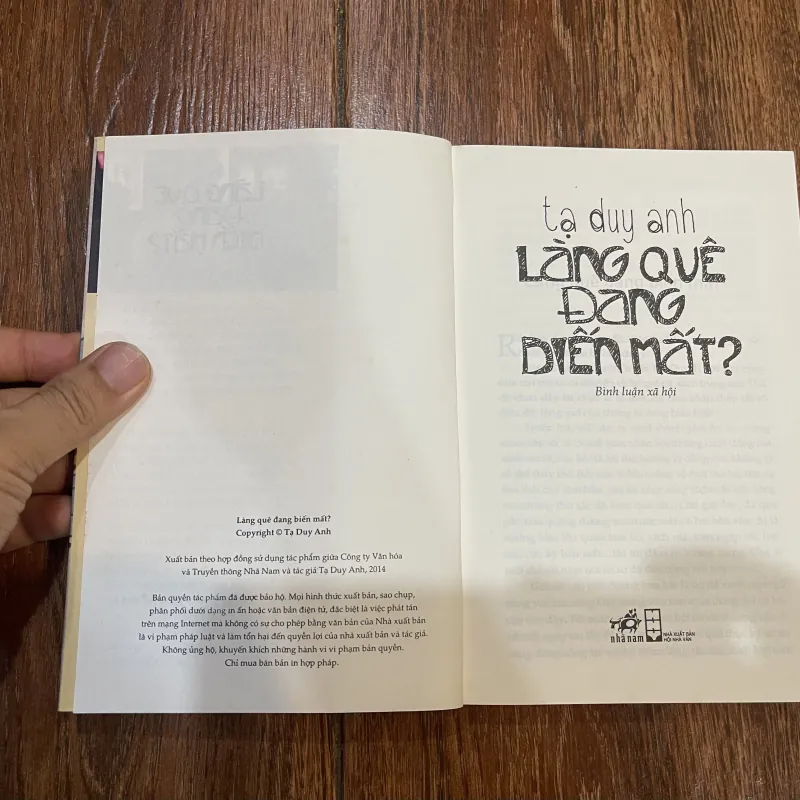 Làng quê đang biến mất?
Copyright © Tạ Duy Anh
Xuất bản theo hợp đồng sử dụng tác phẩm giữa Công ty Văn hóa
và Truyền thông Nhã Nam và tác giả Tạ Duy Anh, 2014
Bản quyền tác phẩm đã được bảo hộ. Mọi hình thức xuất bản, sao chụp,
phân phối dưới dạng in ấn hoặc văn bản điện tử, đặc biệt là việc phát tán
trên mạng Internet mà không có sự cho phép bằng văn bản của Nhà xuất bản
là vi phạm pháp luật và làm tổn hại đến quyền lợi của nhà xuất bản và tác giả.
Không ủng hộ, khuyến khích những hành vi vi phạm bản quyền.
Chỉ mua bán bản in hợp pháp.
tạ duy anh
LÀNG QUÊ
ĐANG
BIẾN MẤT?
Bình luận xã hội
nhã nam
NHÀ XUẤT BẢN
HỘI NHÀ VĂN